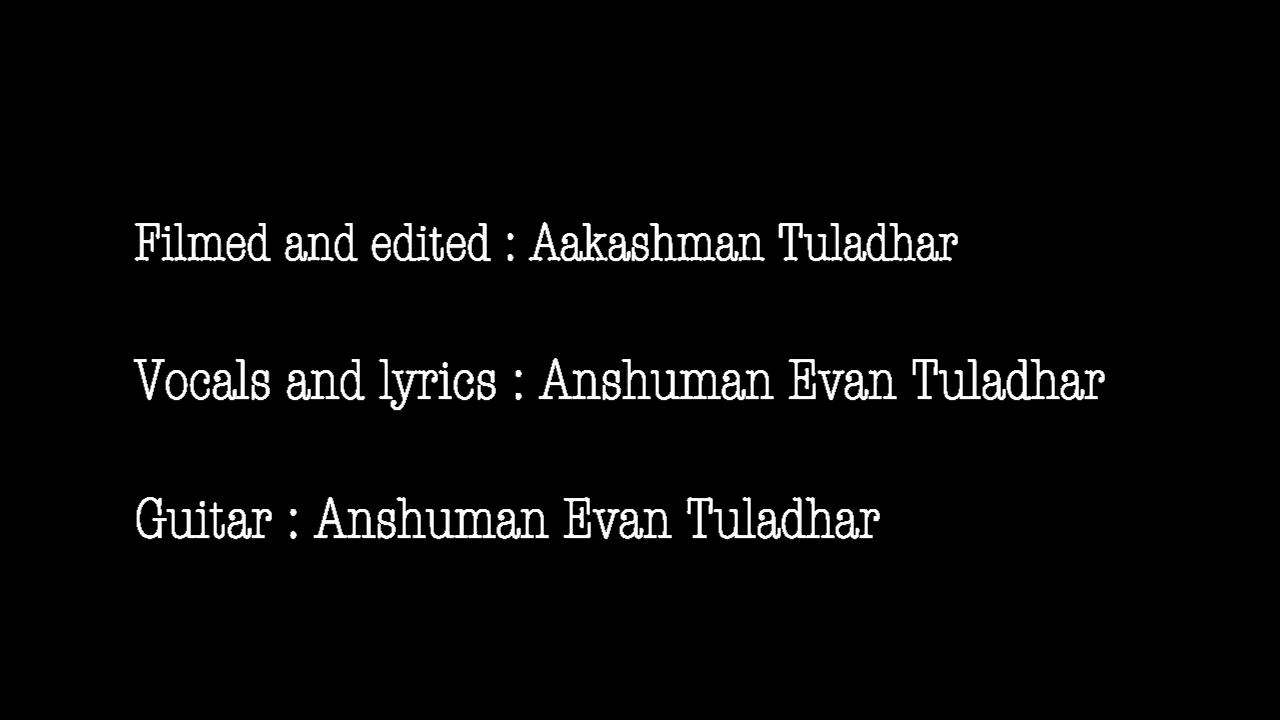 Filmed and edited : Aakashman Tuladhar
Vocals and lyrics : Anshuman Evan Tuladhar
Guitar : Anshuman Evan Tuladhar